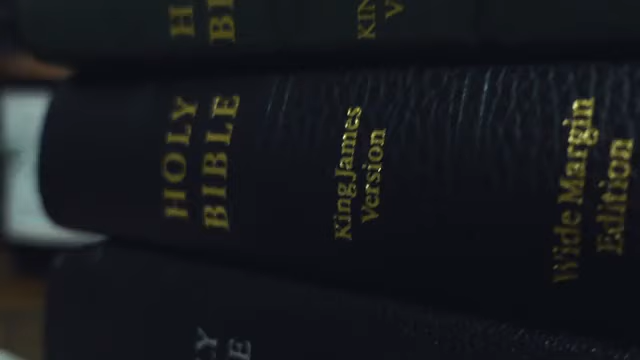 HOLY
BIBLE
King James
Version
Wide Margin
Edition